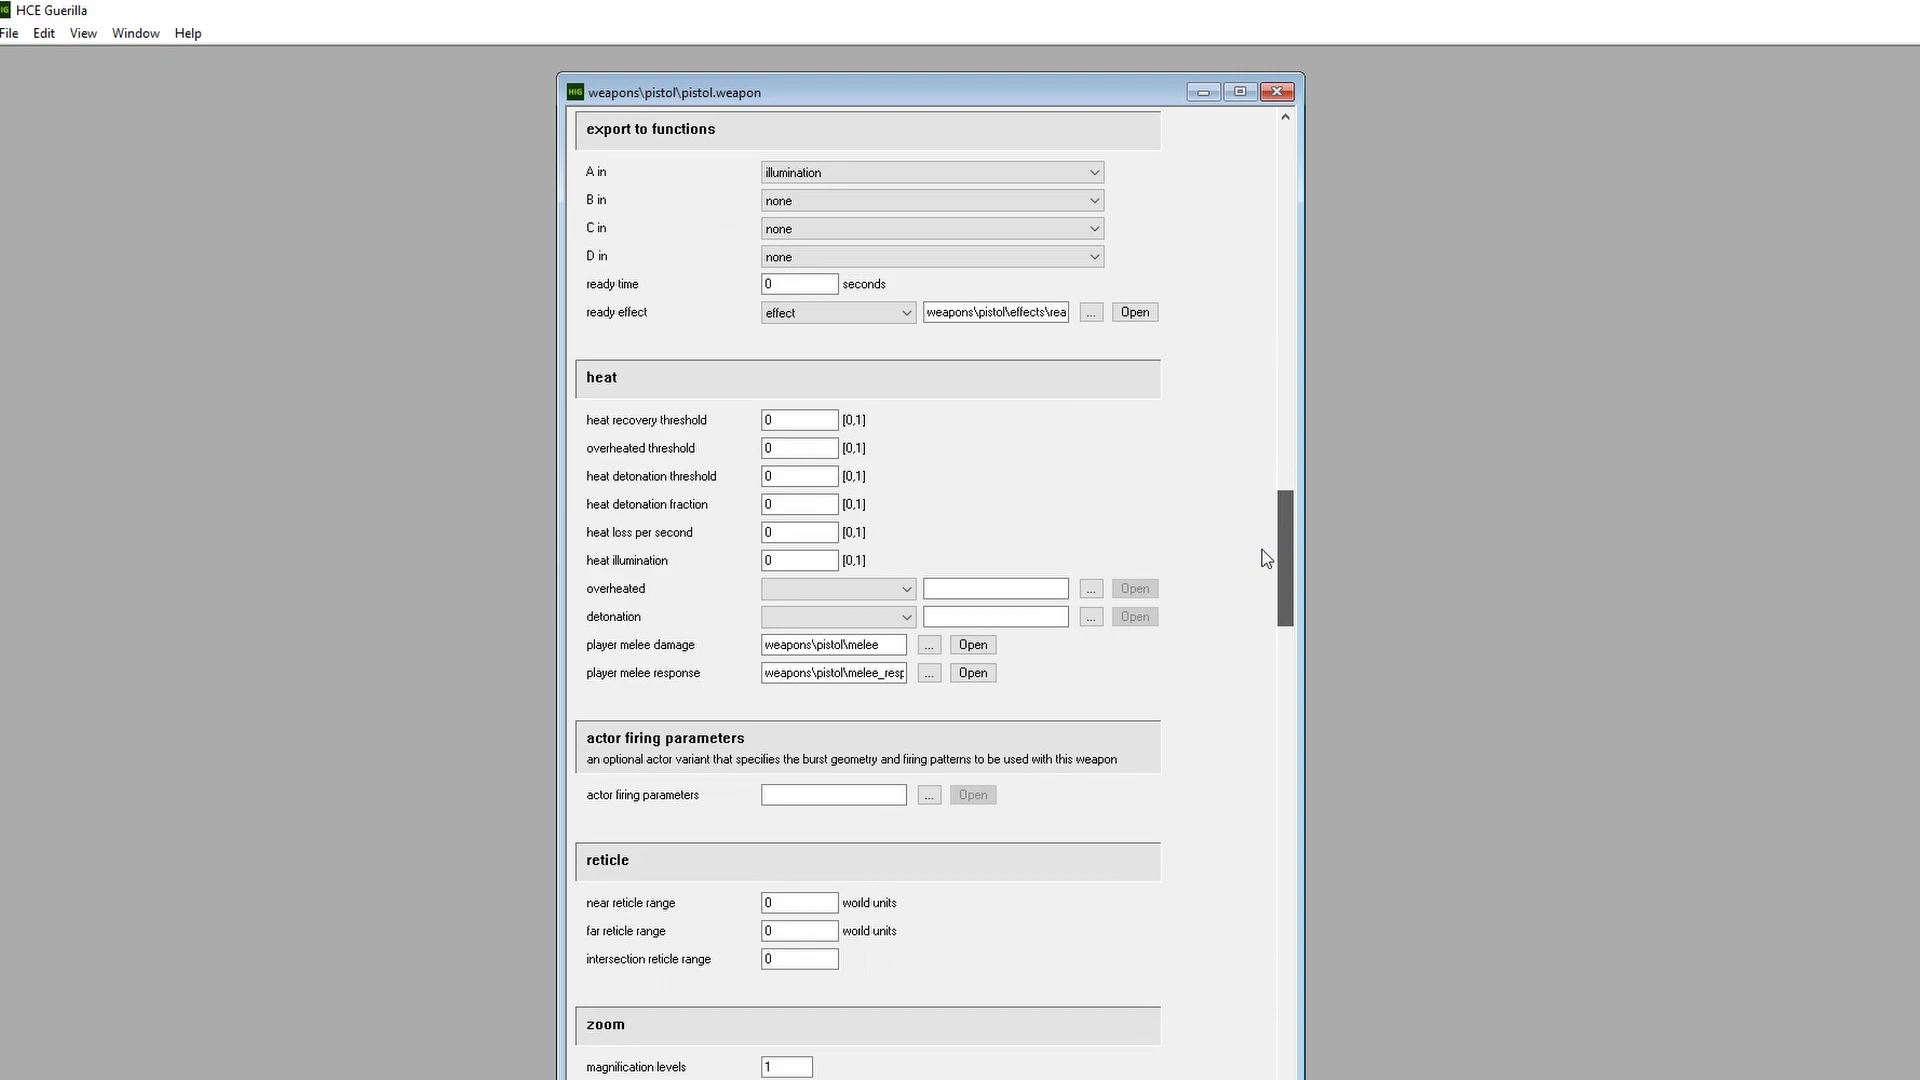 HCE Guerilla
File Edit View Window Help
weapons\pistol\pistol.weapon
export to functions
A in illumination
B in none
C in none
D in none
ready time 0 seconds
ready effect effect weapons\pistol\effects\rea ... Open
heat
heat recovery threshold 0 [0,1]
overheated threshold 0 [0,1]
heat detonation threshold 0 [0,1]
heat detonation fraction 0 [0,1]
heat loss per second 0 [0,1]
heat illumination 0 [0,1]
overheated ... Open
detonation ... Open
player melee damage weapons\pistol\melee ... Open
player melee response weapons\pistol\melee_resp ... Open
actor firing parameters
an optional actor variant that specifies the burst geometry and firing patterns to be used with this weapon
actor firing parameters ... Open
reticle
near reticle range 0 world units
far reticle range 0 world units
intersection reticle range 0
zoom
magnification levels 1